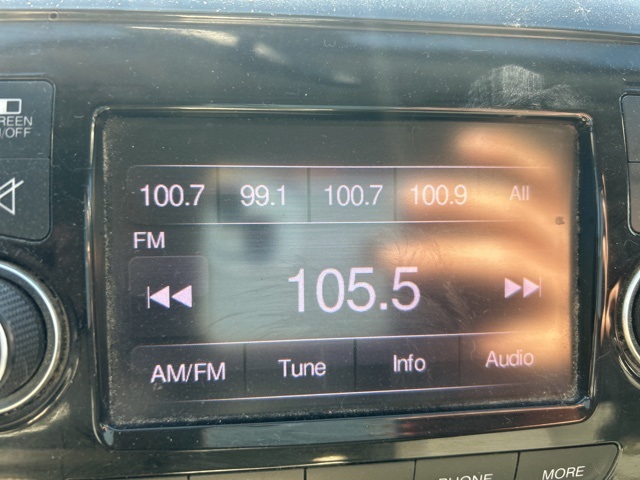 SCREEN
ON/OFF
100.7 99.1 100.7 100.9 All
FM
105.5
AM/FM Tune Info Audio
PHONE MORE